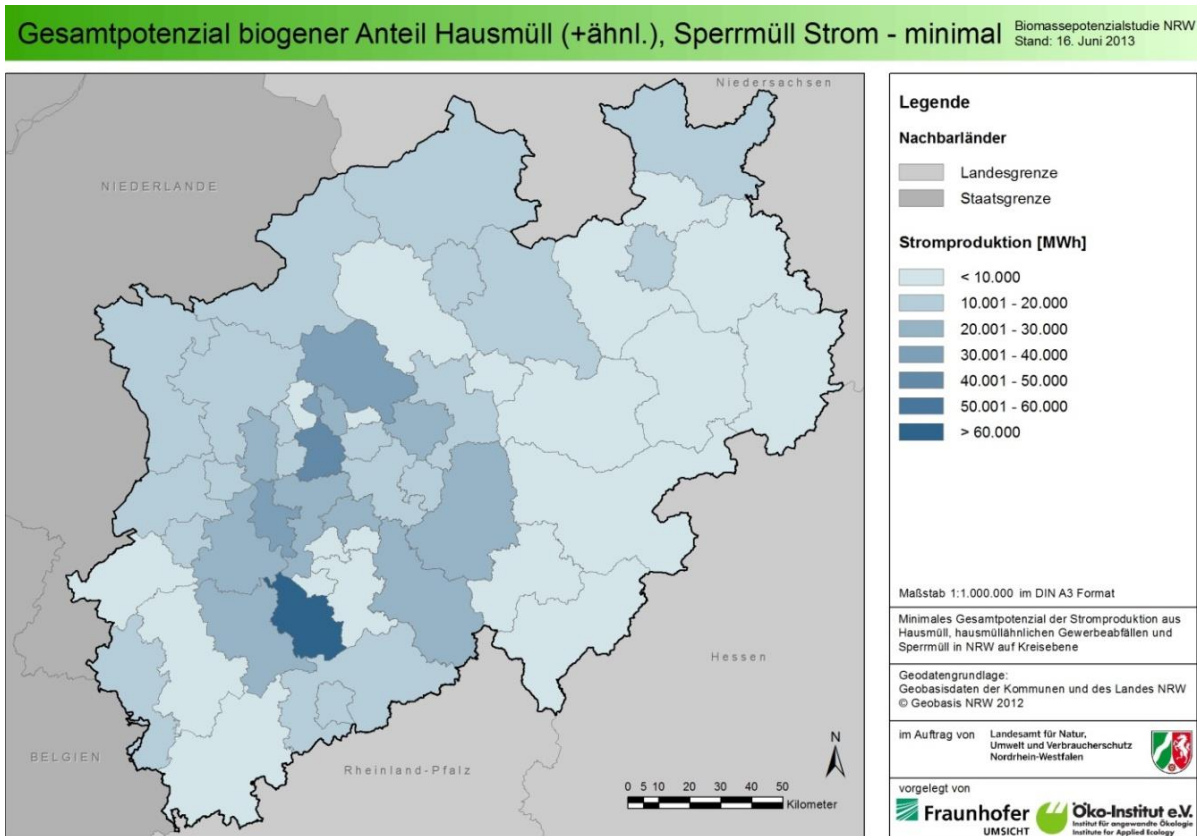 Gesamtpotenzial biogener Anteil Hausmüll (+ähnl.), Sperrmüll Strom - minimal
Biomassepotenzialstudie NRW
Stand: 16. Juni 2013
Niedersachsen
NIEDERLANDE
BELGIEN
Rheinland-Pfalz
Hessen
N
0 5 10 20 30 40 50
Kilometer
Legende
Nachbarländer
Landesgrenze
Staatsgrenze
Stromproduktion [MWh]
< 10.000
10.001 - 20.000
20.001 - 30.000
30.001 - 40.000
40.001 - 50.000
50.001 - 60.000
> 60.000
Maßstab 1:1.000.000 im DIN A3 Format
Minimales Gesamtpotenzial der Stromproduktion aus
Hausmüll, hausmüllähnlichen Gewerbeabfällen und
Sperrmüll in NRW auf Kreisebene
Geodatengrundlage:
Geobasisdaten der Kommunen und des Landes NRW
© Geobasis NRW 2012
im Auftrag von
Landesamt für Natur,
Umwelt und Verbraucherschutz
Nordrhein-Westfalen
vorgelegt von
Fraunhofer
UMSICHT
Öko-Institut e.V.
Institut für angewandte Ökologie
Institute for Applied Ecology